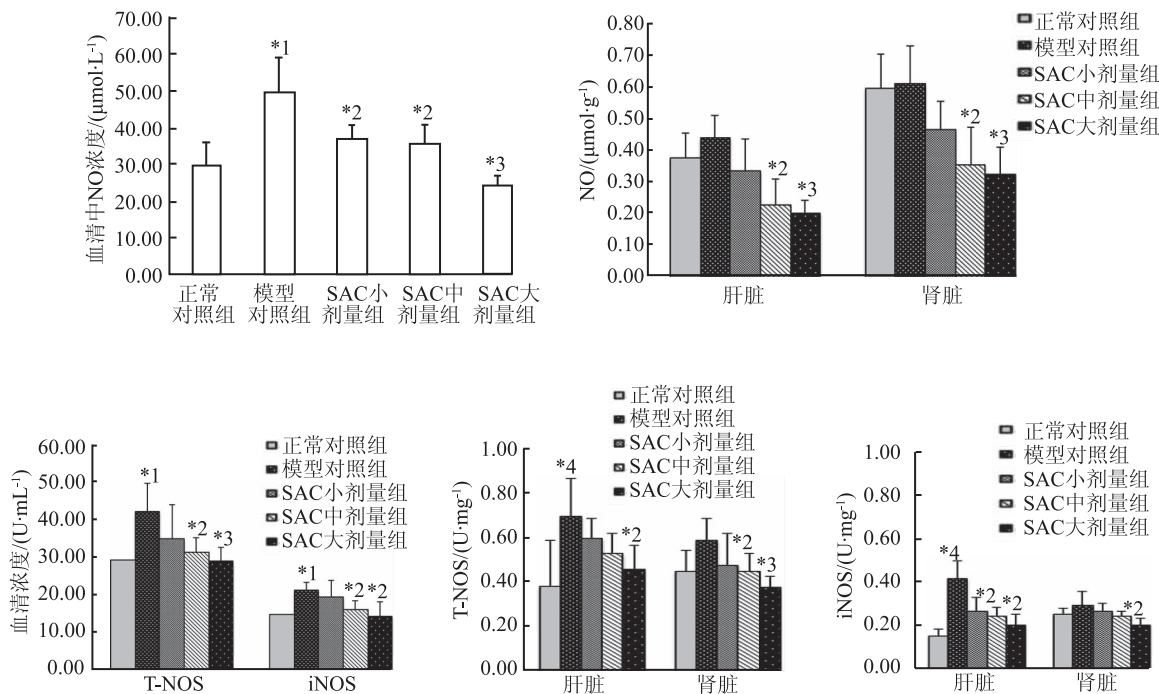 血清中NO浓度/(μmol·L⁻¹)
70.00
60.00
50.00
40.00
30.00
20.00
10.00
0.00
*1
*2
*2
*3
正常
对照组
模型
对照组
SAC小
剂量组
SAC中
剂量组
SAC大
剂量组
NO/(μmol·g⁻¹)
0.80
0.70
0.60
0.50
0.40
0.30
0.20
0.10
0.00
*2
*3
*2
*3
肝脏
肾脏
正常对照组
模型对照组
SAC小剂量组
SAC中剂量组
SAC大剂量组
血清浓度/(U·mL⁻¹)
60.00
50.00
40.00
30.00
20.00
10.00
0.00
*1
*2
*3
*1
*2
*2
T-NOS
iNOS
正常对照组
模型对照组
SAC小剂量组
SAC中剂量组
SAC大剂量组
T-NOS/(U·mg⁻¹)
1.00
0.80
0.60
0.40
0.20
0.00
*4
*2
*2
*3
肝脏
肾脏
正常对照组
模型对照组
SAC小剂量组
SAC中剂量组
SAC大剂量组
iNOS/(U·mg⁻¹)
1.00
0.80
0.60
0.40
0.20
0.00
*4
*2
*2
*2
肝脏
肾脏
正常对照组
模型对照组
SAC小剂量组
SAC中剂量组
SAC大剂量组